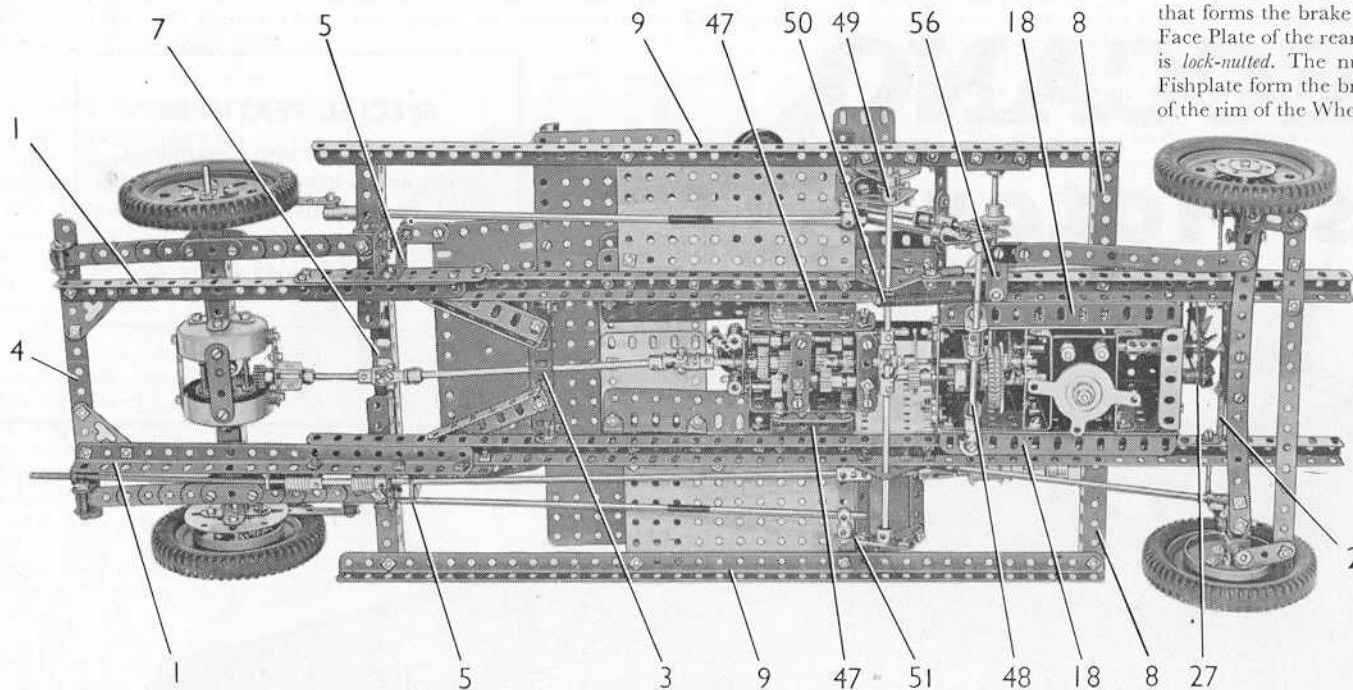 that forms the brake
Face Plate of the rear
is lock-nutted. The nu
Fishplate form the br
of the rim of the Whe
7 5 9 47 50 49 56 18 8
1
4
2
1 5 3 9 47 51 48 18 8 27